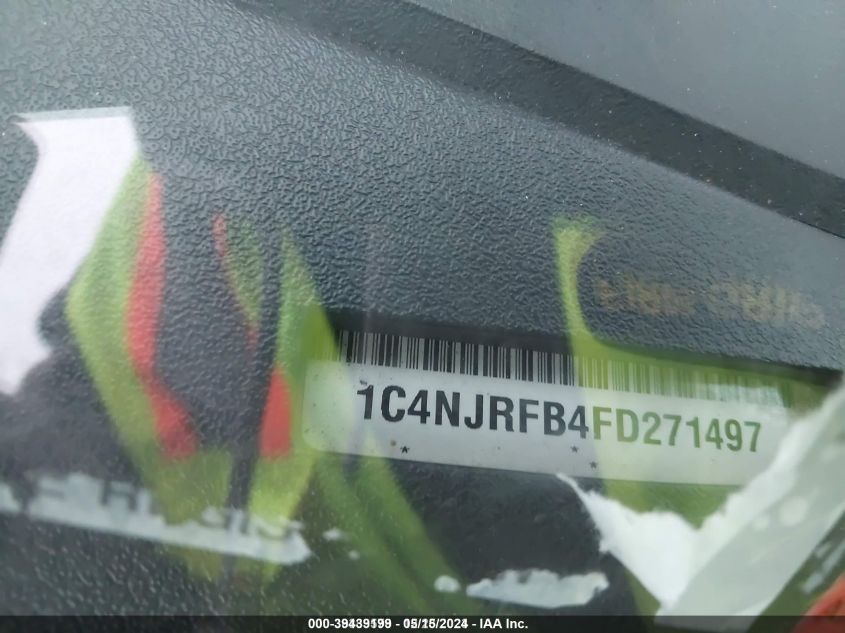 1C4NJRFB4FD271497
* * *
000-39439199 - 05/15/2024 - IAA Inc.